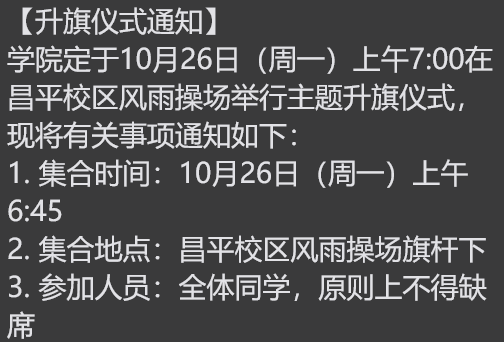 【升旗仪式通知】
学院定于10月26日（周一）上午7:00在
昌平校区风雨操场举行主题升旗仪式，
现将有关事项通知如下：
1. 集合时间：10月26日（周一）上午
6:45
2. 集合地点：昌平校区风雨操场旗杆下
3. 参加人员：全体同学，原则上不得缺
席